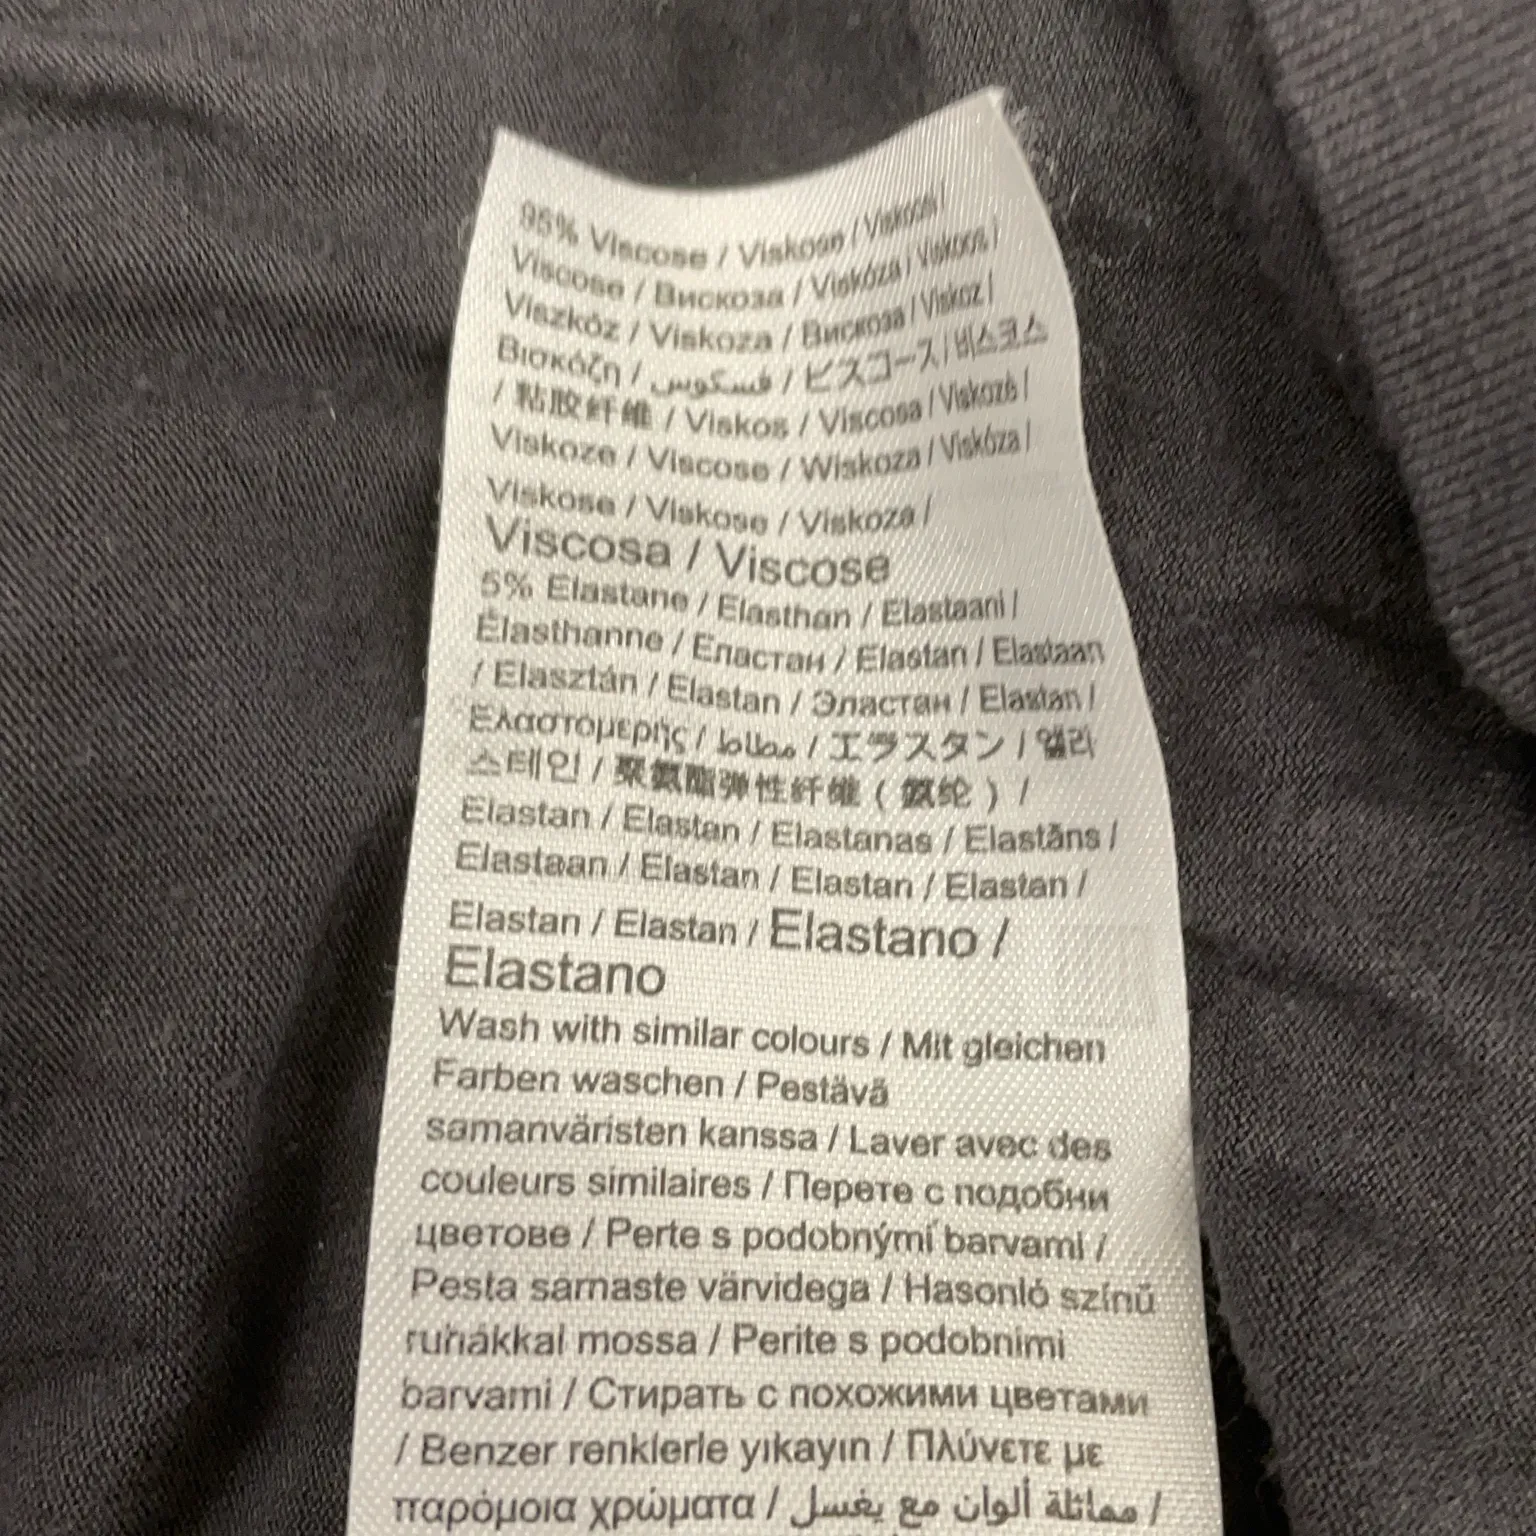 95% Viscose / Viskose / Viskoosi /
Viscose / Вискоза / Viskóza / Viskoos /
Viszkóz / Viskoza / Вискоза / Viskoz /
Βισκόζη / فسكوس / ビスコース / 비스코스
/ 粘胶纤维 / Viskos / Viscosa / Viskozė /
Viskoze / Viscose / Wiskoza / Viskóza /
Viskose / Viskose / Viskoza /
Viscosa / Viscose
5% Elastane / Elasthan / Elastaani /
Élasthanne / Еластан / Elastan / Elastaan
/ Elasztán / Elastan / Эластан / Elastan /
Ελαστομερής / مطاط / エラスタン / 엘라
스테인 / 聚氨酯弹性纤维 ( 氨纶 ) /
Elastan / Elastan / Elastanas / Elastāns /
Elastaan / Elastan / Elastan / Elastan /
Elastan / Elastan / Elastano /
Elastano
Wash with similar colours / Mit gleichen
Farben waschen / Pestävä
samanväristen kanssa / Laver avec des
couleurs similaires / Перете с подобни
цветове / Perte s podobnými barvami /
Pesta samaste värvidega / Hasonló színű
ruhákkal mossa / Perite s podobnimi
barvami / Стирать с похожими цветами
/ Benzer renklerle yıkayın / Πλύνετε με
παρόμοια χρώματα / مماثلة ألوان مع يغسل /